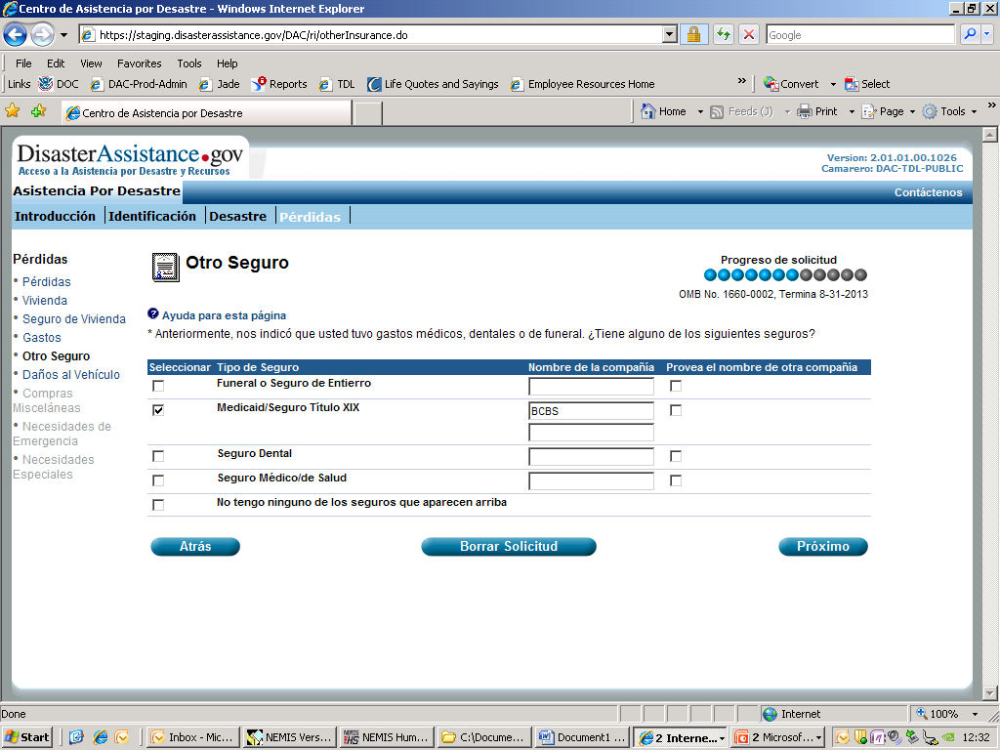 Centro de Asistencia por Desastre - Windows Internet Explorer
https://staging.disasterassistance.gov/DAC/ri/otherInsurance.do
Google
File Edit View Favorites Tools Help
Links DOC DAC-Prod-Admin Jade Reports TDL Life Quotes and Sayings Employee Resources Home » Convert Select
Centro de Asistencia por Desastre Home Feeds (J) Print Page Tools »
DisasterAssistance.gov
Acceso a la Asistencia por Desastre y Recursos
Version: 2.01.01.00.1026
Camarero: DAC-TDL-PUBLIC
Asistencia Por Desastre Contáctenos
Introducción Identificación Desastre Pérdidas
Pérdidas
• Pérdidas
• Vivienda
• Seguro de Vivienda
• Gastos
• Otro Seguro
• Daños al Vehículo
• Compras
Misceláneas
• Necesidades de
Emergencia
• Necesidades
Especiales
Otro Seguro
Progreso de solicitud
OMB No. 1660-0002, Termina 8-31-2013
? Ayuda para esta página
* Anteriormente, nos indicó que usted tuvo gastos médicos, dentales o de funeral. ¿Tiene alguno de los siguientes seguros?
Seleccionar Tipo de Seguro Nombre de la compañía Provea el nombre de otra compañía
Funeral o Seguro de Entierro
Medicaid/Seguro Título XIX BCBS
Seguro Dental
Seguro Médico/de Salud
No tengo ninguno de los seguros que aparecen arriba
Atrás Borrar Solicitud Próximo
Done Internet 100%
Start Inbox - Mic... NEMIS Vers... NEMIS Hum... C:\Docume... Document1 ... 2 Interne... 2 Microsof... 12:32